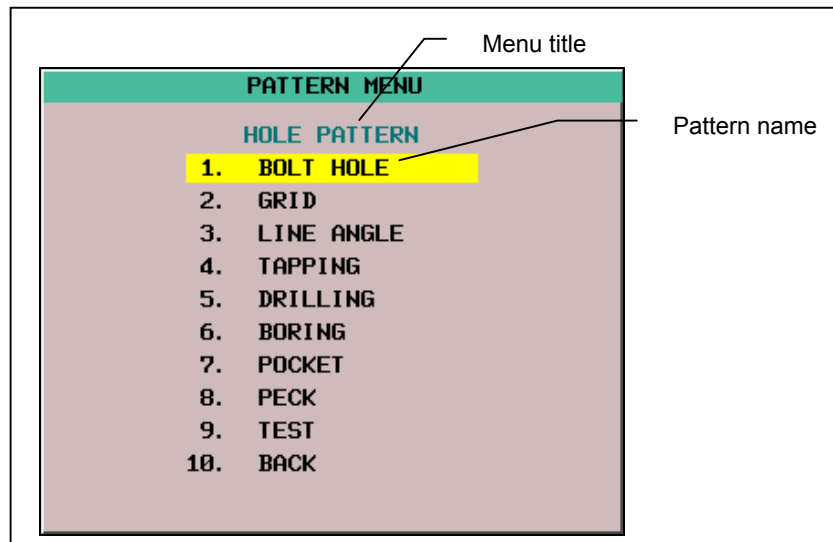 Menu title
PATTERN MENU
HOLE PATTERN
Pattern name
1. BOLT HOLE
2. GRID
3. LINE ANGLE
4. TAPPING
5. DRILLING
6. BORING
7. POCKET
8. PECK
9. TEST
10. BACK